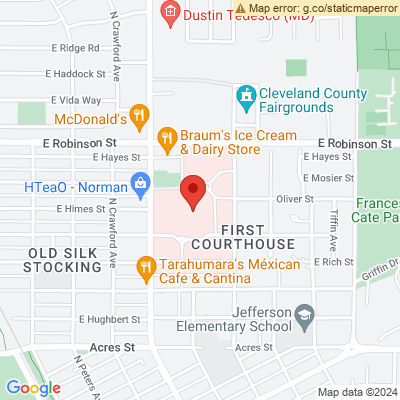 Map error: g.co/staticmaperror
Dustin Tedesco (MD)
N Crawford Ave
E Ridge Rd
E Haddock St
Cleveland County
Fairgrounds
E Vida Way
McDonald's
Braum's Ice Cream
& Dairy Store
E Robinson St
E Robinson St
E Hayes St
E Hayes St
E Mosier St
HTeaO - Norman
Oliver St
Frances
Cate Pa
E Himes St
N Crawford Ave
Tiffin Ave
FIRST
COURTHOUSE
OLD SILK
STOCKING
Tarahumara's Méxican
Cafe & Cantina
E Rich St
Griffin Dr
Jefferson
Elementary School
E Hughbert St
Acres St
Acres St
N Peters Ave
Google
Map data ©2024